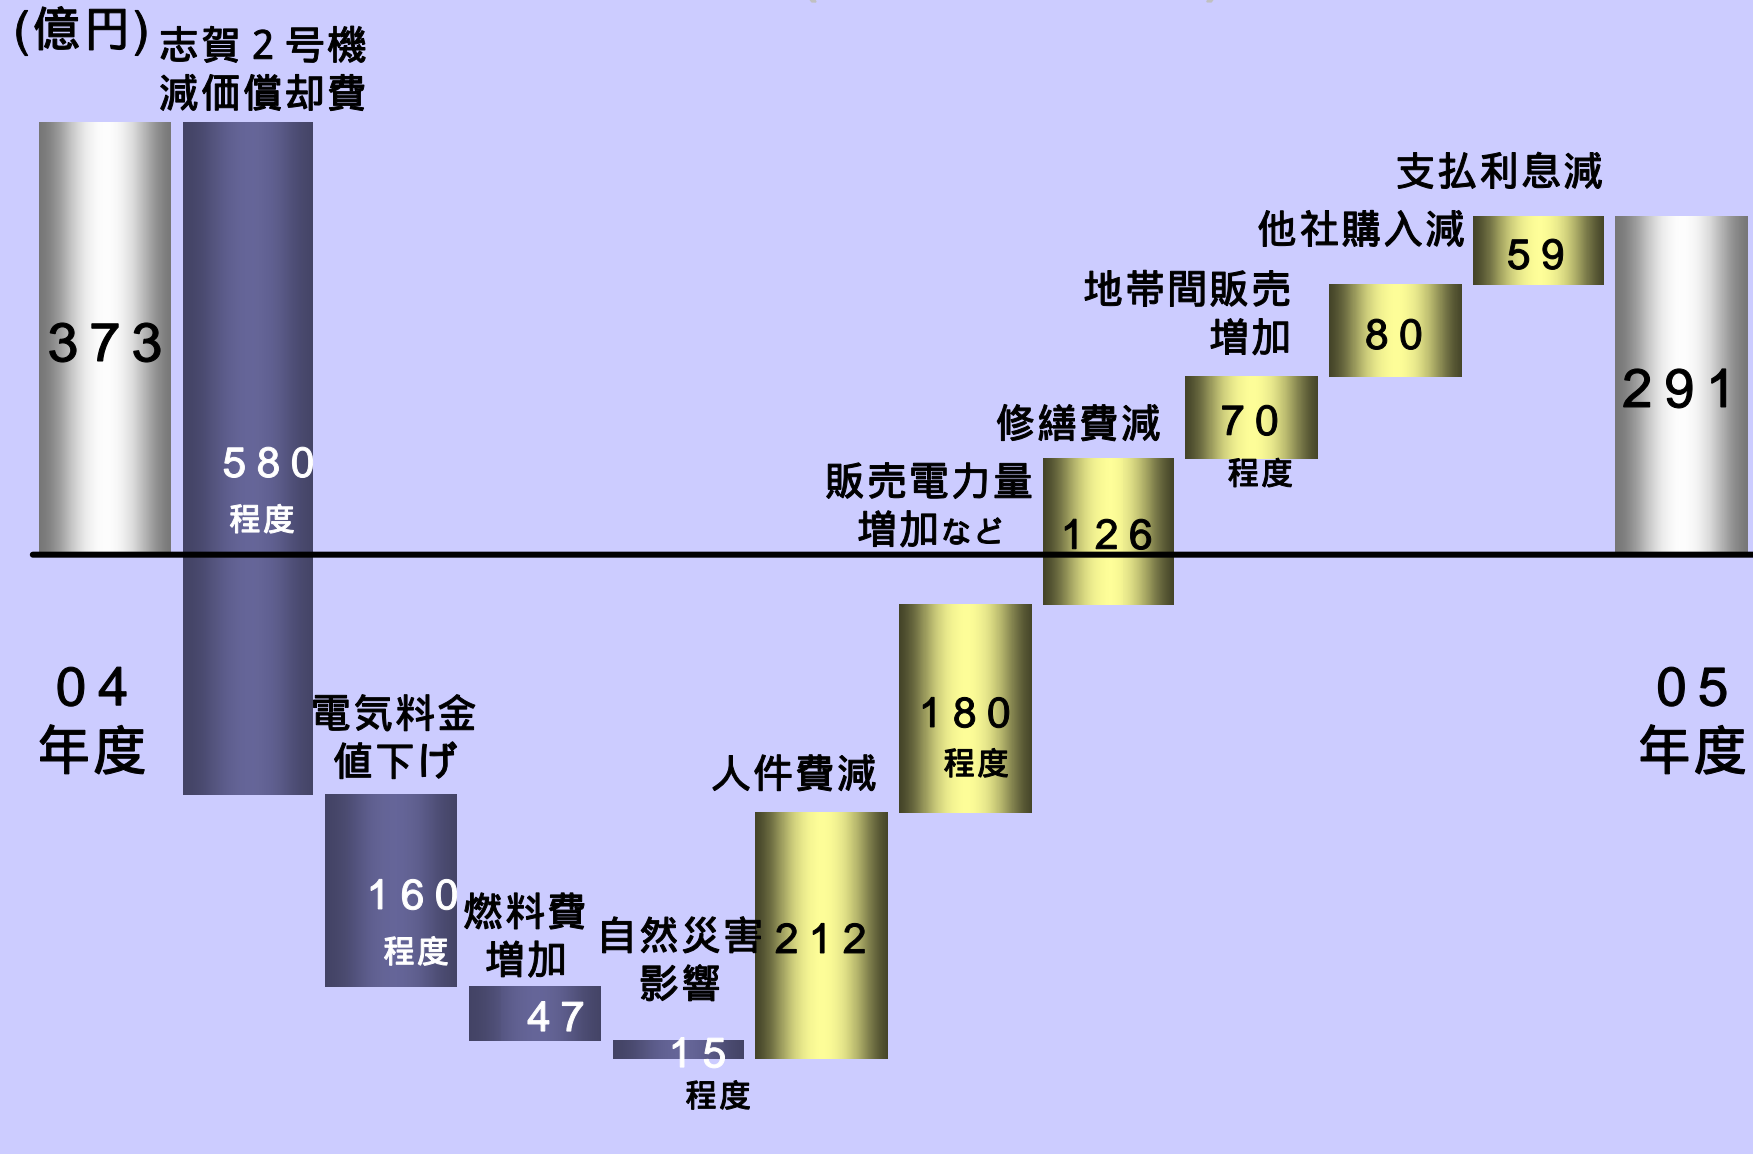 (億円)
志賀２号機
減価償却費
373
580
程度
04
年度
電気料金
値下げ
160
程度
燃料費
増加
47
自然災害
影響
15
程度
人件費減
212
販売電力量
増加など
180
程度
修繕費減
126
地帯間販売
増加
70
程度
他社購入減
80
支払利息減
59
291
05
年度